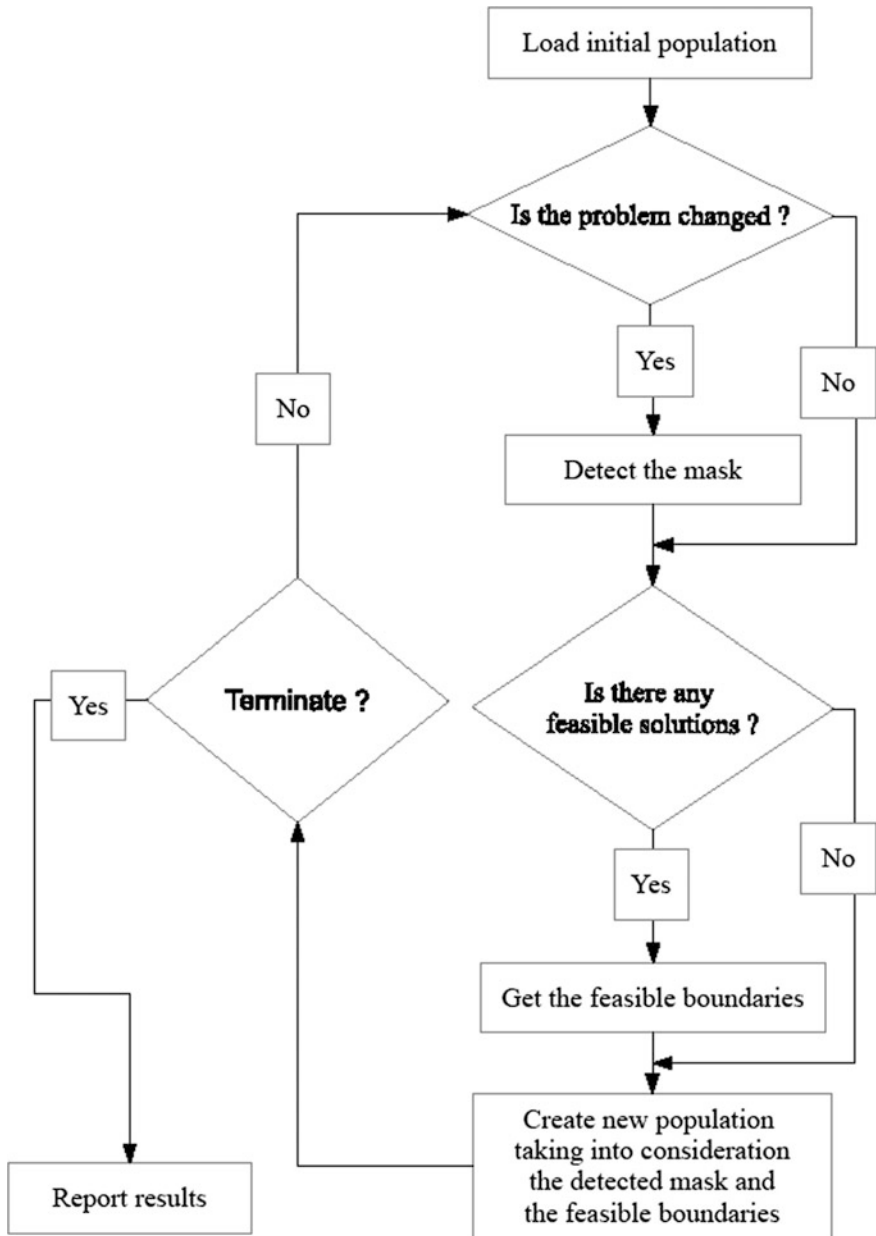 Load initial population
Is the problem changed ?
Yes
No
Detect the mask
No
Is there any
feasible solutions ?
Terminate ?
Yes
Yes
No
Get the feasible boundaries
Create new population
taking into consideration
the detected mask and
the feasible boundaries
Report results